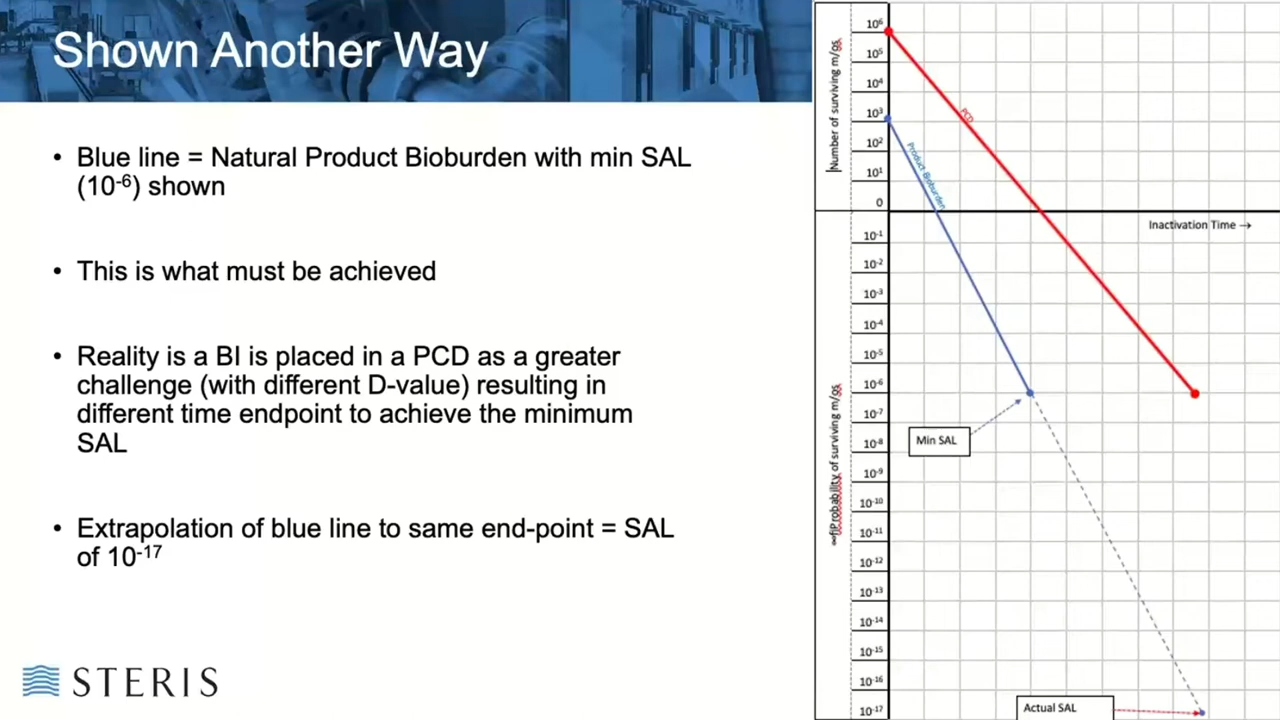 Shown Another Way
• Blue line = Natural Product Bioburden with min SAL
(10⁻⁶) shown
• This is what must be achieved
• Reality is a BI is placed in a PCD as a greater
challenge (with different D-value) resulting in
different time endpoint to achieve the minimum
SAL
• Extrapolation of blue line to same end-point = SAL
of 10⁻¹⁷
STERIS
Number of surviving m/os
10⁶
10⁵
10⁴
10³
10²
10¹
0
PCD
Product Bioburden
Inactivation Time →
Probability of surviving m/os
10⁻¹
10⁻²
10⁻³
10⁻⁴
10⁻⁵
10⁻⁶
10⁻⁷
10⁻⁸
10⁻⁹
10⁻¹⁰
10⁻¹¹
10⁻¹²
10⁻¹³
10⁻¹⁴
10⁻¹⁵
10⁻¹⁶
10⁻¹⁷
Min SAL
Actual SAL